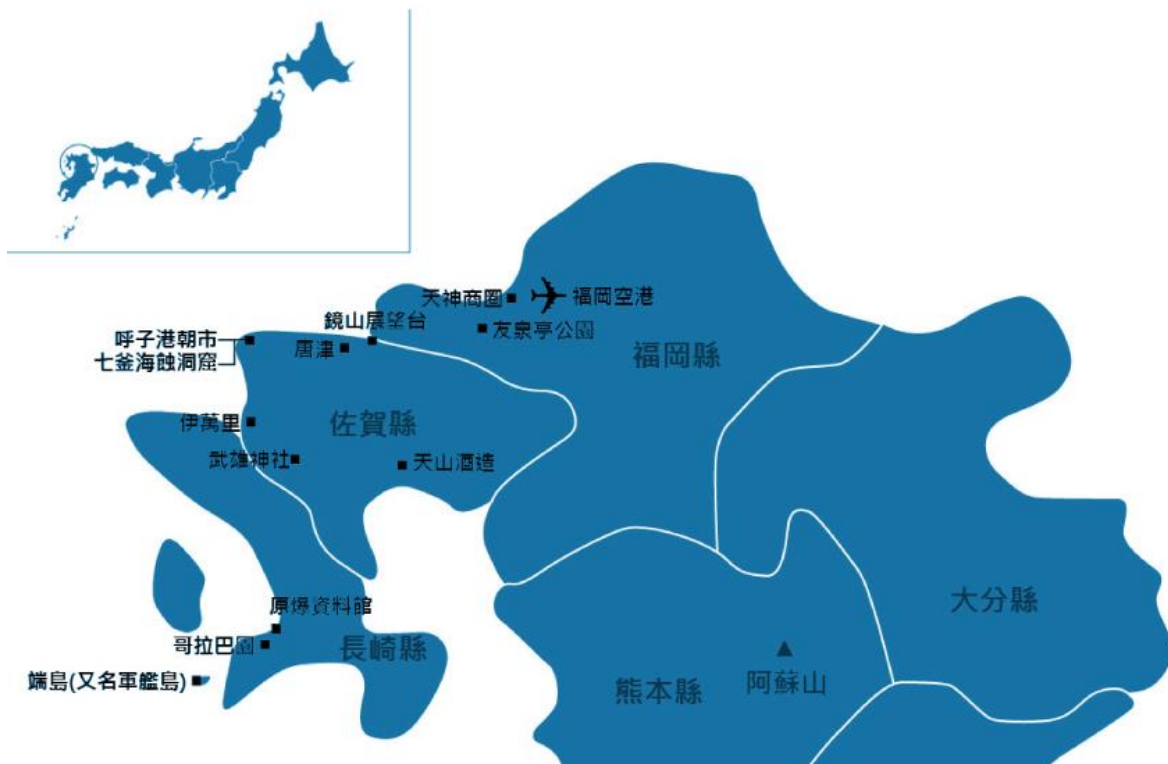 天神商圈
福岡空港
鏡山展望台
友泉亭公園
呼子港朝市
唐津
福岡縣
七釜海蝕洞窟
伊萬里
佐賀縣
武雄神社
天山酒造
大分縣
原爆資料館
哥拉巴園
長崎縣
端島(又名軍艦島)
熊本縣
阿蘇山